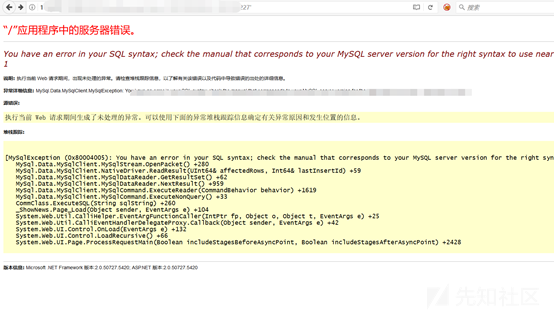 527'
搜索
“/”应用程序中的服务器错误。
You have an error in your SQL syntax; check the manual that corresponds to your MySQL server version for the right syntax to use near
1
说明: 执行当前 Web 请求期间，出现未处理的异常。请检查堆栈跟踪信息，以了解有关该错误以及代码中导致错误的出处的详细信息。
异常详细信息: MySql.Data.MySqlClient.MySqlException: You
源错误:
执行当前 Web 请求期间生成了未处理的异常。可以使用下面的异常堆栈跟踪信息确定有关异常原因和发生位置的信息。
堆栈跟踪:
[MySqlException (0x80004005): You have an error in your SQL syntax; check the manual that corresponds to your MySQL server version for the right syn
MySql.Data.MySqlClient.MySqlStream.OpenPacket() +280
MySql.Data.MySqlClient.NativeDriver.ReadResult(UInt64& affectedRows, Int64& lastInsertId) +59
MySql.Data.MySqlClient.MySqlDataReader.GetResultSet() +62
MySql.Data.MySqlClient.MySqlDataReader.NextResult() +959
MySql.Data.MySqlClient.MySqlCommand.ExecuteReader(CommandBehavior behavior) +1619
MySql.Data.MySqlClient.MySqlCommand.ExecuteNonQuery() +33
CommClass.ExecuteSQL(String sqlString) +260
_ShowNews.Page_Load(Object sender, EventArgs e) +104
System.Web.Util.CalliHelper.EventArgFunctionCaller(IntPtr fp, Object o, Object t, EventArgs e) +25
System.Web.Util.CalliEventHandlerDelegateProxy.Callback(Object sender, EventArgs e) +42
System.Web.UI.Control.OnLoad(EventArgs e) +132
System.Web.UI.Control.LoadRecursive() +66
System.Web.UI.Page.ProcessRequestMain(Boolean includeStagesBeforeAsyncPoint, Boolean includeStagesAfterAsyncPoint) +2428
版本信息: Microsoft .NET Framework 版本:2.0.50727.5420; ASP.NET 版本:2.0.50727.5420
先知社区